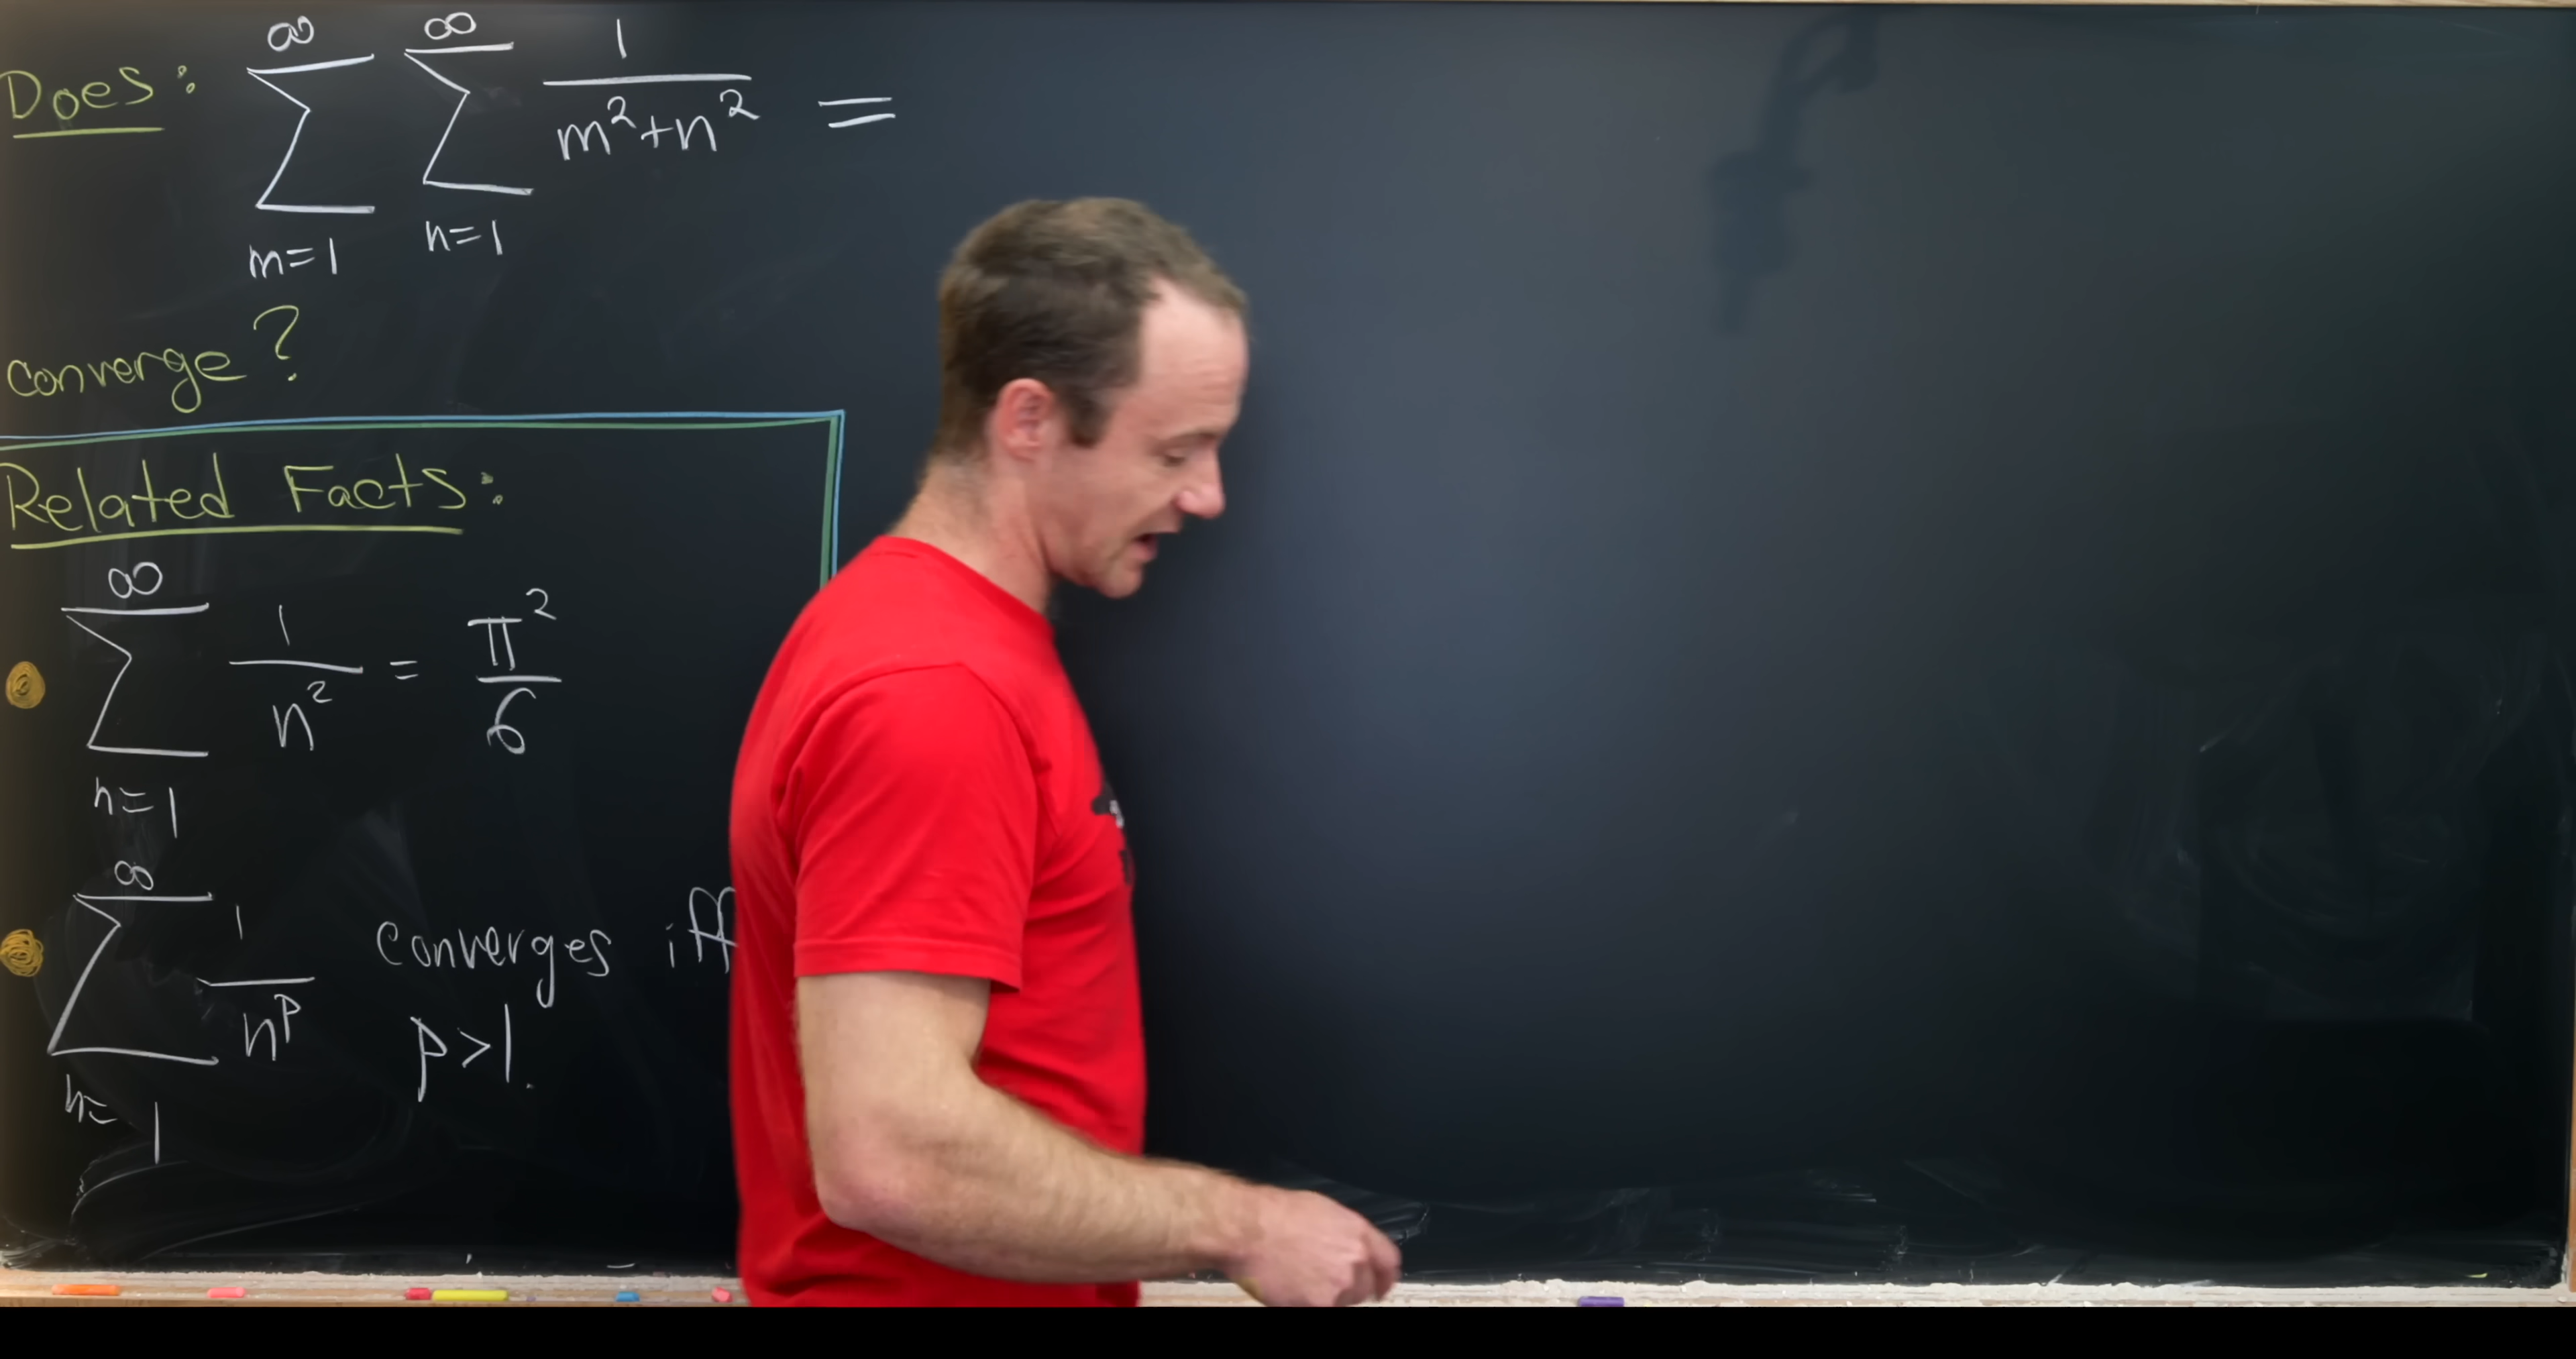 Does: ∞∑m=1 ∞∑n=1 1/(m²+n²) =
converge?
Related Facts:
∞∑n=1 1/n² = π²/6
∞∑n=1 1/nᵖ converges iff
p>1.